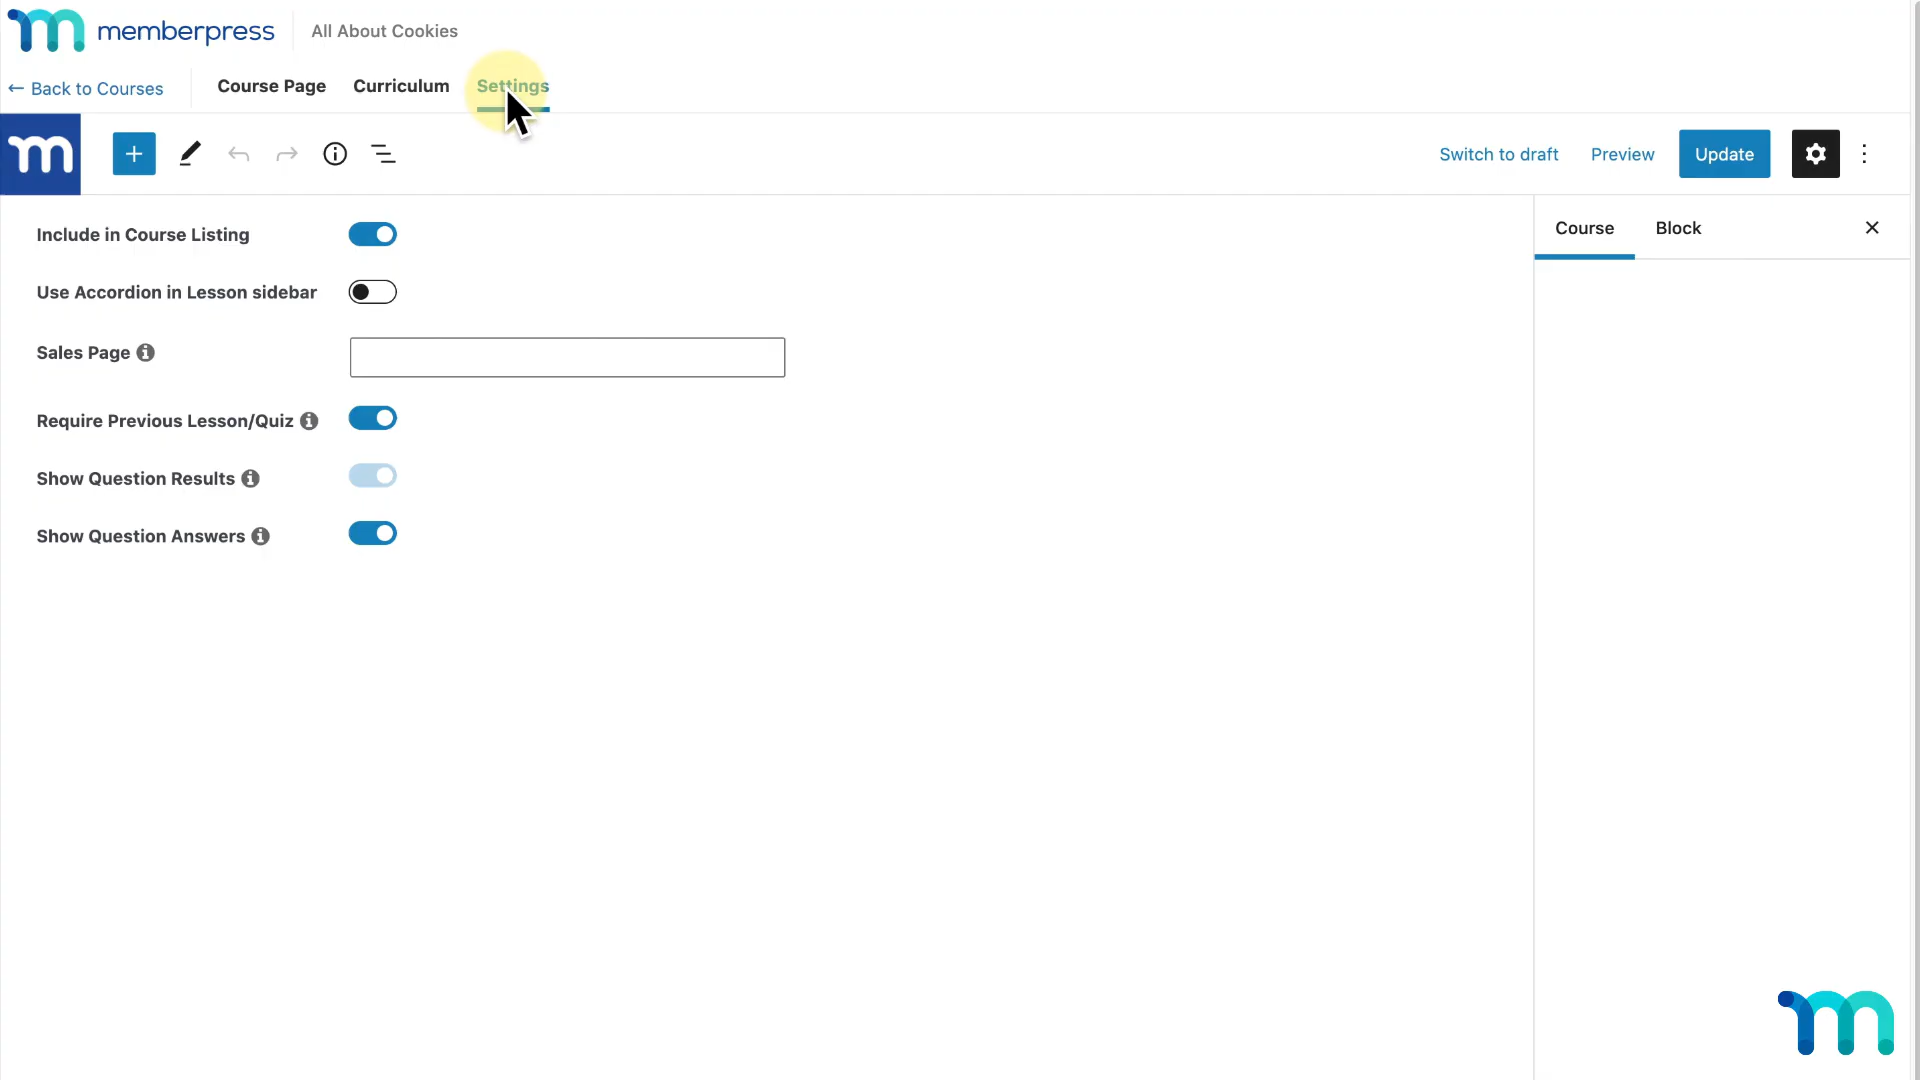 memberpress
All About Cookies
← Back to Courses
Course Page
Curriculum
Settings
Switch to draft
Preview
Update
Include in Course Listing
Use Accordion in Lesson sidebar
Sales Page
Require Previous Lesson/Quiz
Show Question Results
Show Question Answers
Course
Block